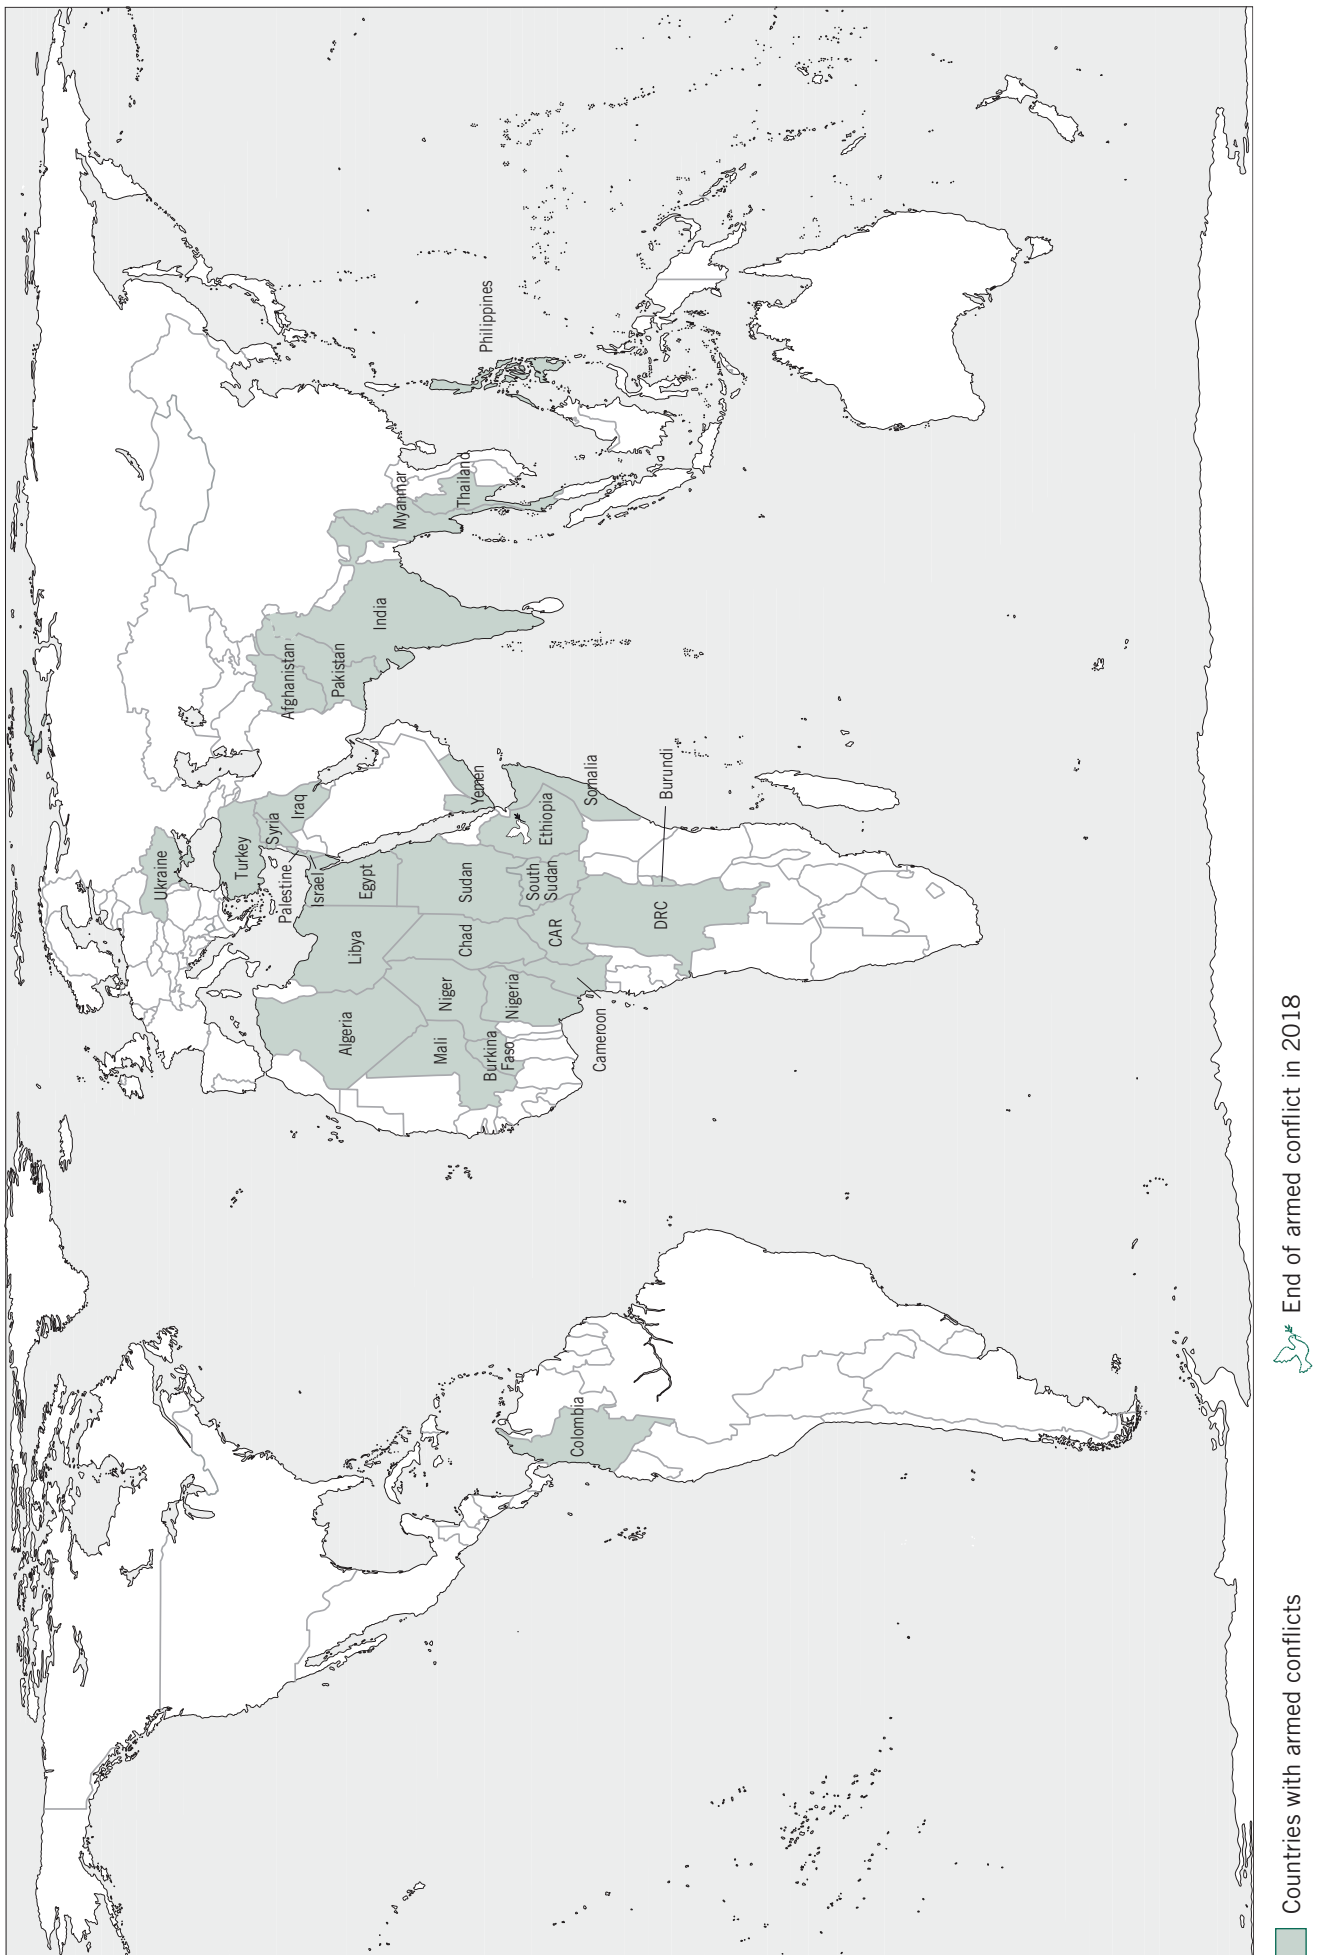 Ukraine
Turkey
Syria
Iraq
Palestine
Israel
Egypt
Libya
Algeria
Afghanistan
Pakistan
India
Myanmar
Thailand
Philippines
Yemen
Mali
Niger
Chad
Sudan
Burkina
Faso
Nigeria
CAR
South
Sudan
Ethiopia
Somalia
Cameroon
DRC
Burundi
Colombia
Countries with armed conflicts
End of armed conflict in 2018